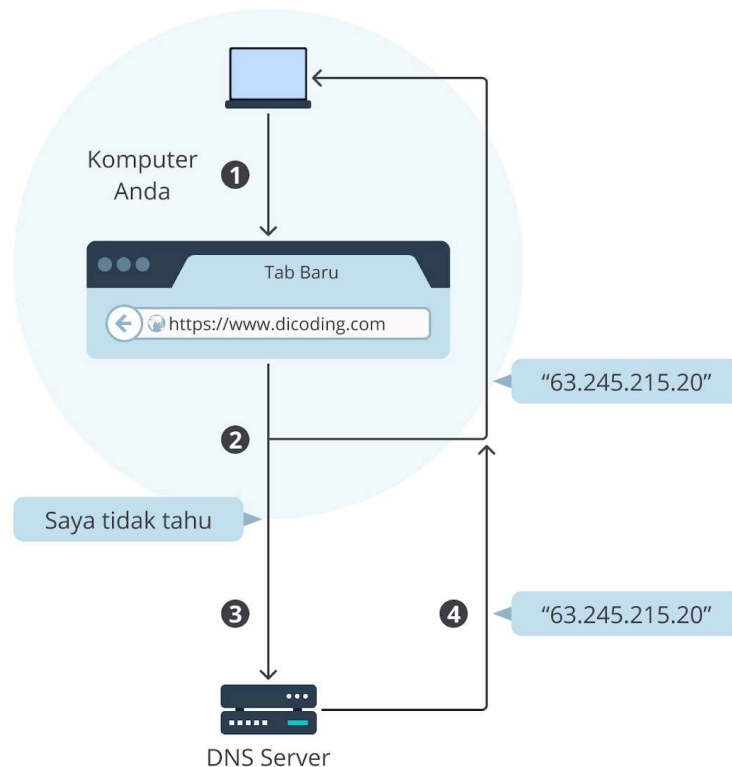 Komputer
Anda
1
Tab Baru
https://www.dicoding.com
“63.245.215.20”
2
Saya tidak tahu
3
4
“63.245.215.20”
DNS Server